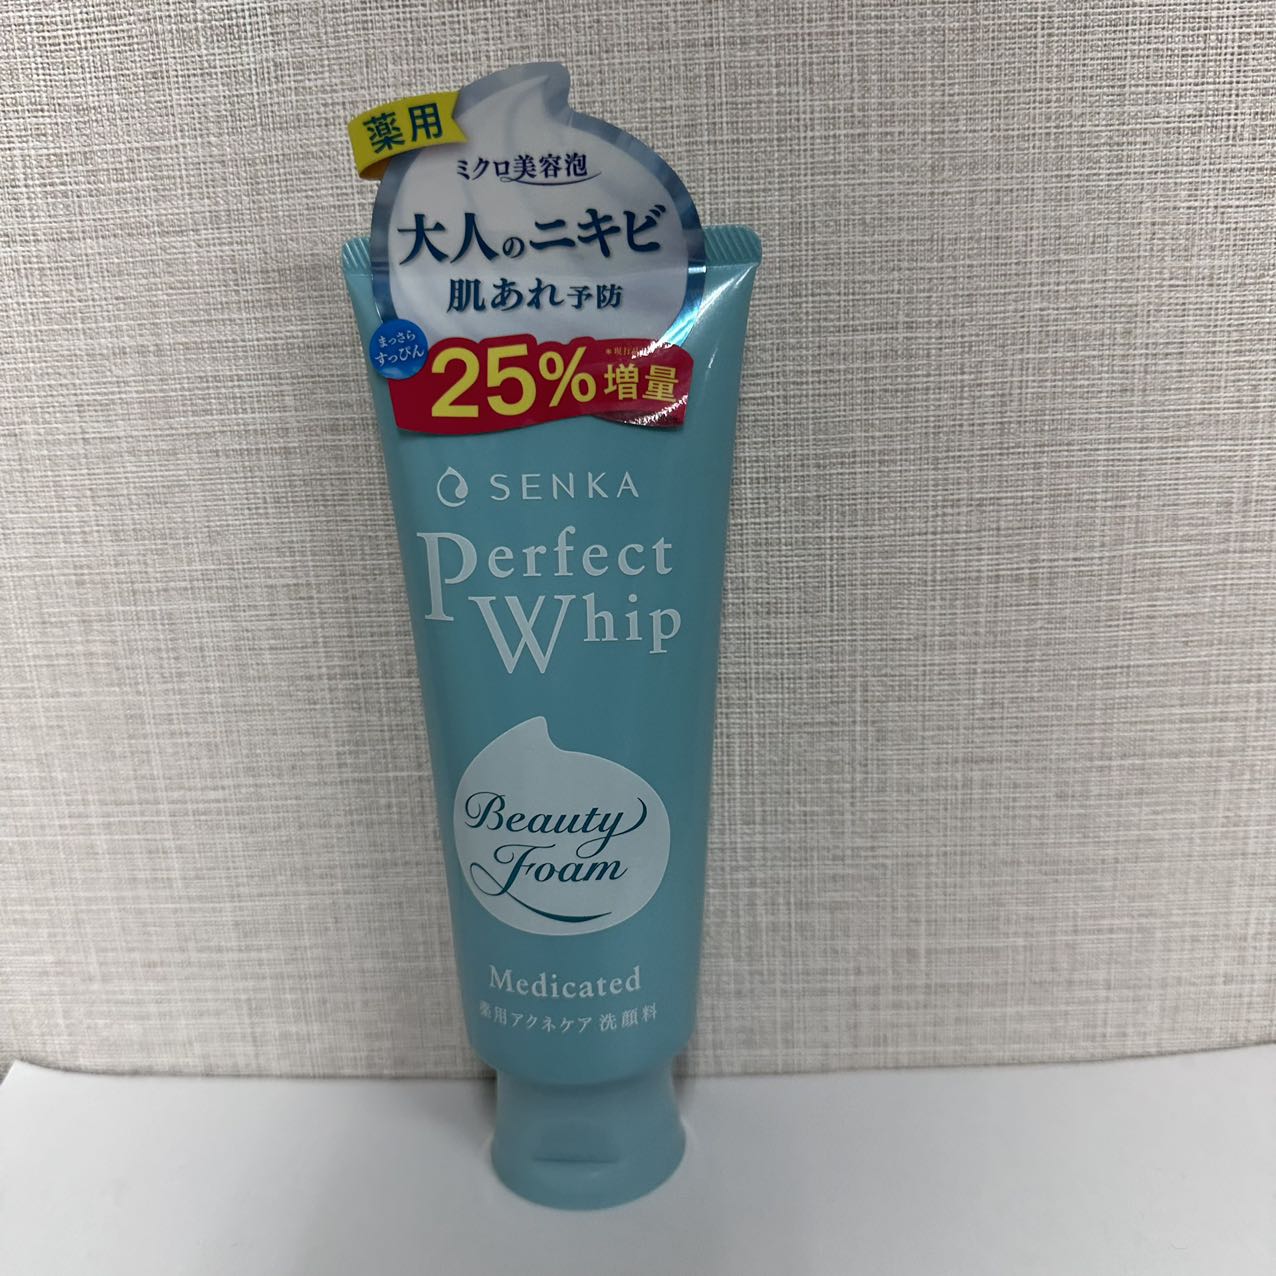 薬用
ミクロ美容泡
大人のニキビ
肌あれ予防
まっさら
すっぴん
25%増量
SENKA
Perfect
Whip
Beauty
Foam
Medicated
薬用アクネケア 洗顔料